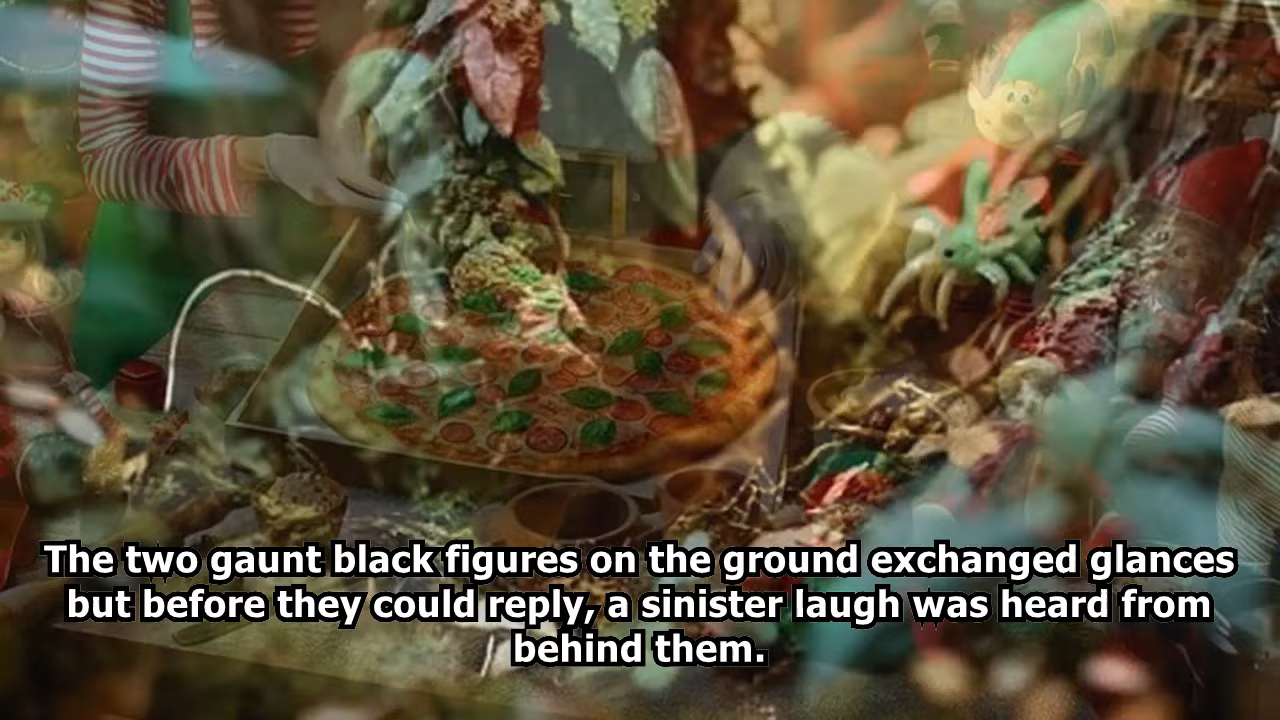 The two gaunt black figures on the ground exchanged glances
but before they could reply, a sinister laugh was heard from
behind them.